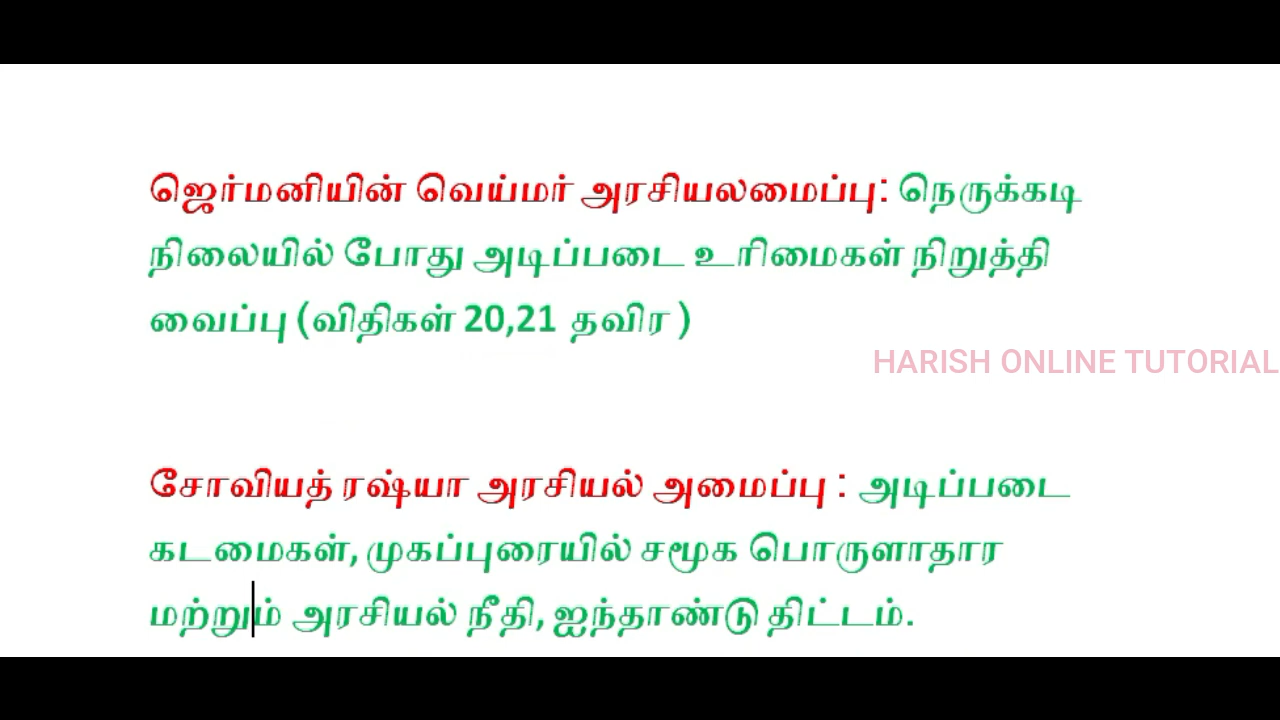 ஜெர்மனியின் வெய்மர் அரசியலமைப்பு: நெருக்கடி
நிலையில் போது அடிப்படை உரிமைகள் நிறுத்தி
வைப்பு (விதிகள் 20,21 தவிர )
HARISH ONLINE TUTORIAL
சோவியத் ரஷ்யா அரசியல் அமைப்பு : அடிப்படை
கடமைகள், முகப்புரையில் சமூக பொருளாதார
மற்றும் அரசியல் நீதி, ஐந்தாண்டு திட்டம்.